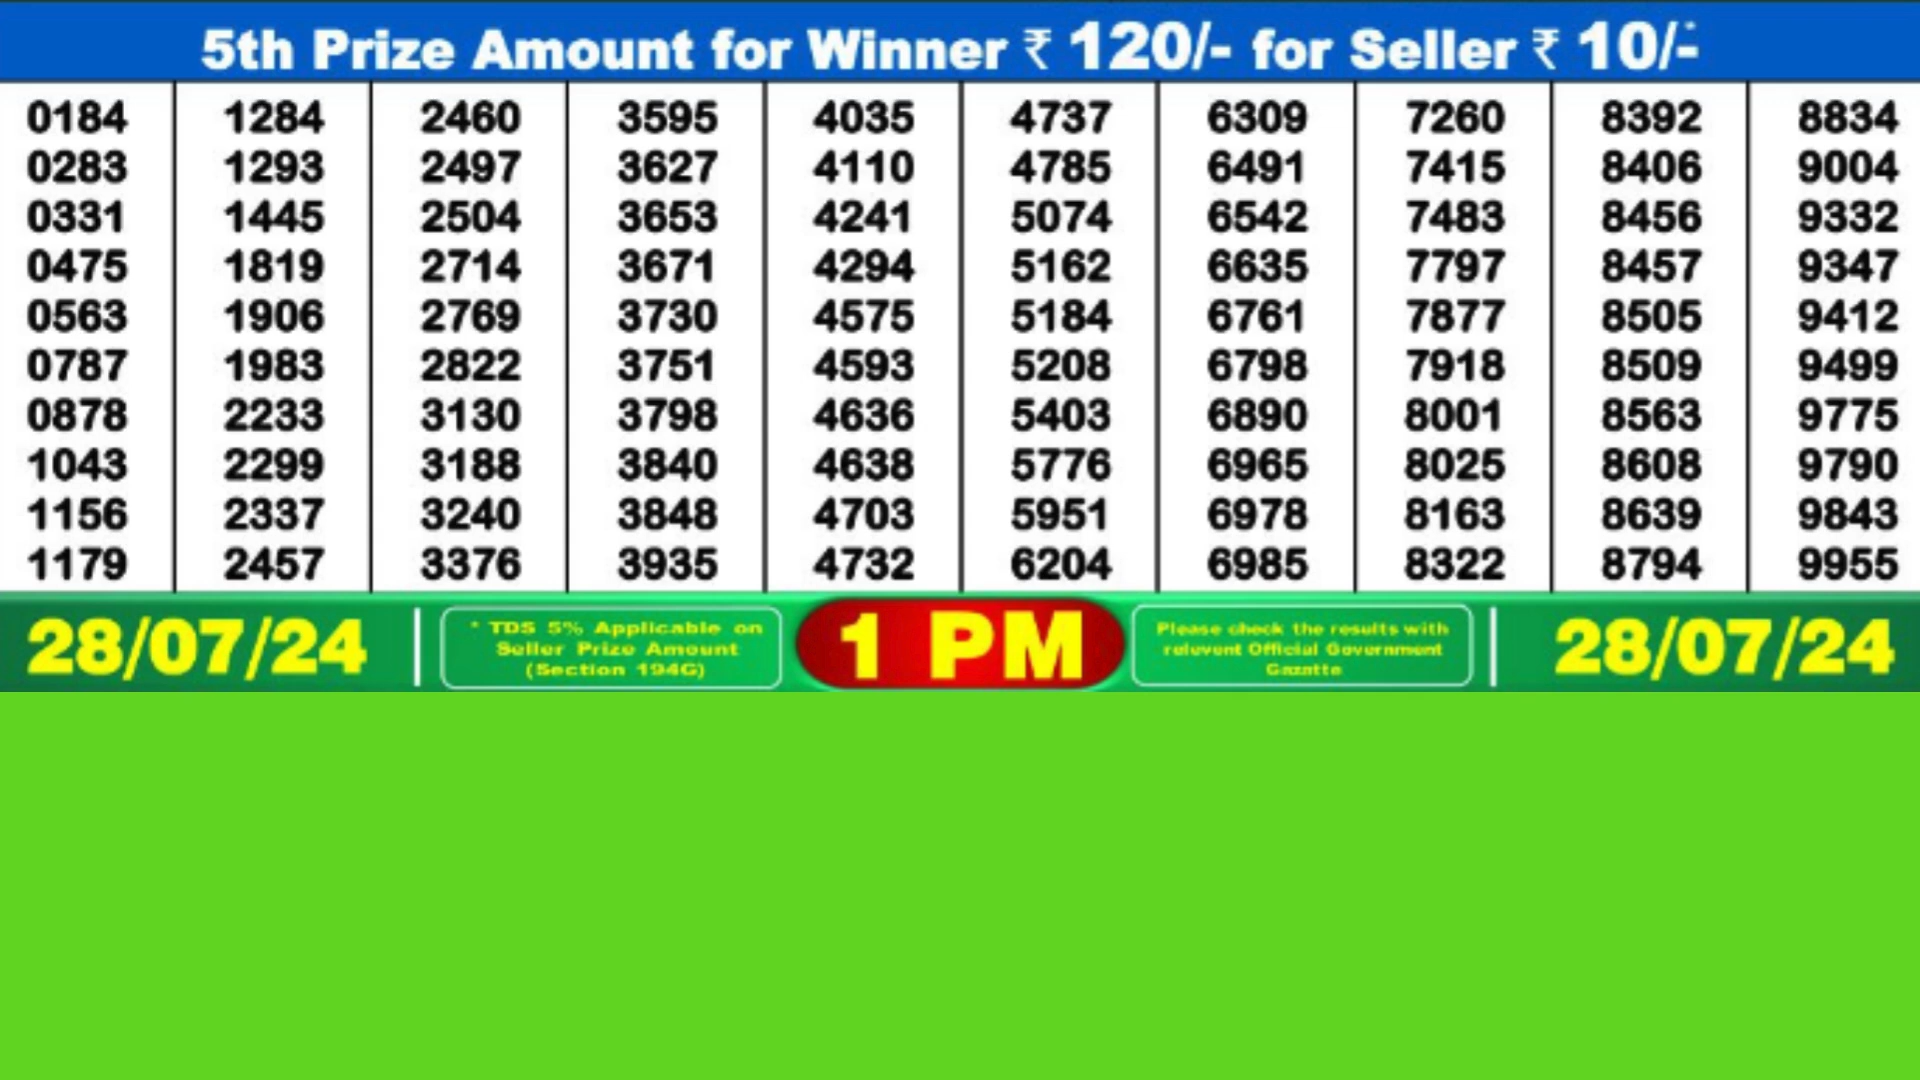 5th Prize Amount for Winner ₹ 120/- for Seller ₹ 10/-
0184 1284 2460 3595 4035 4737 6309 7260 8392 8834
0283 1293 2497 3627 4110 4785 6491 7415 8406 9004
0331 1445 2504 3653 4241 5074 6542 7483 8456 9332
0475 1819 2714 3671 4294 5162 6635 7797 8457 9347
0563 1906 2769 3730 4575 5184 6761 7877 8505 9412
0787 1983 2822 3751 4593 5208 6798 7918 8509 9499
0878 2233 3130 3798 4636 5403 6890 8001 8563 9775
1043 2299 3188 3840 4638 5776 6965 8025 8608 9790
1156 2337 3240 3848 4703 5951 6978 8163 8639 9843
1179 2457 3376 3935 4732 6204 6985 8322 8794 9955
28/07/24
* TDS 5% Applicable on
Seller Prize Amount
(Section 194G)
1 PM
Please check the results with
relevent Official Government
Gazatte
28/07/24